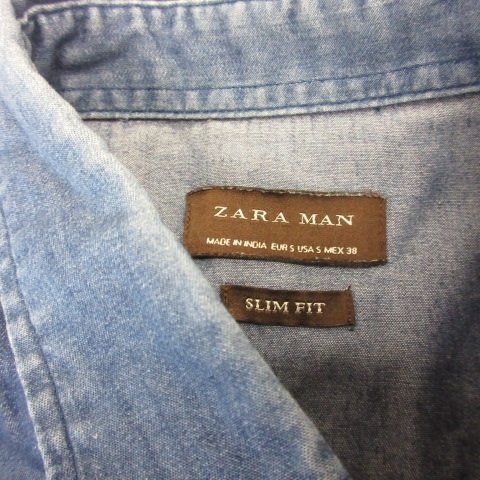 ZARA MAN
MADE IN INDIA EUR S USA S MEX 38
SLIM FIT